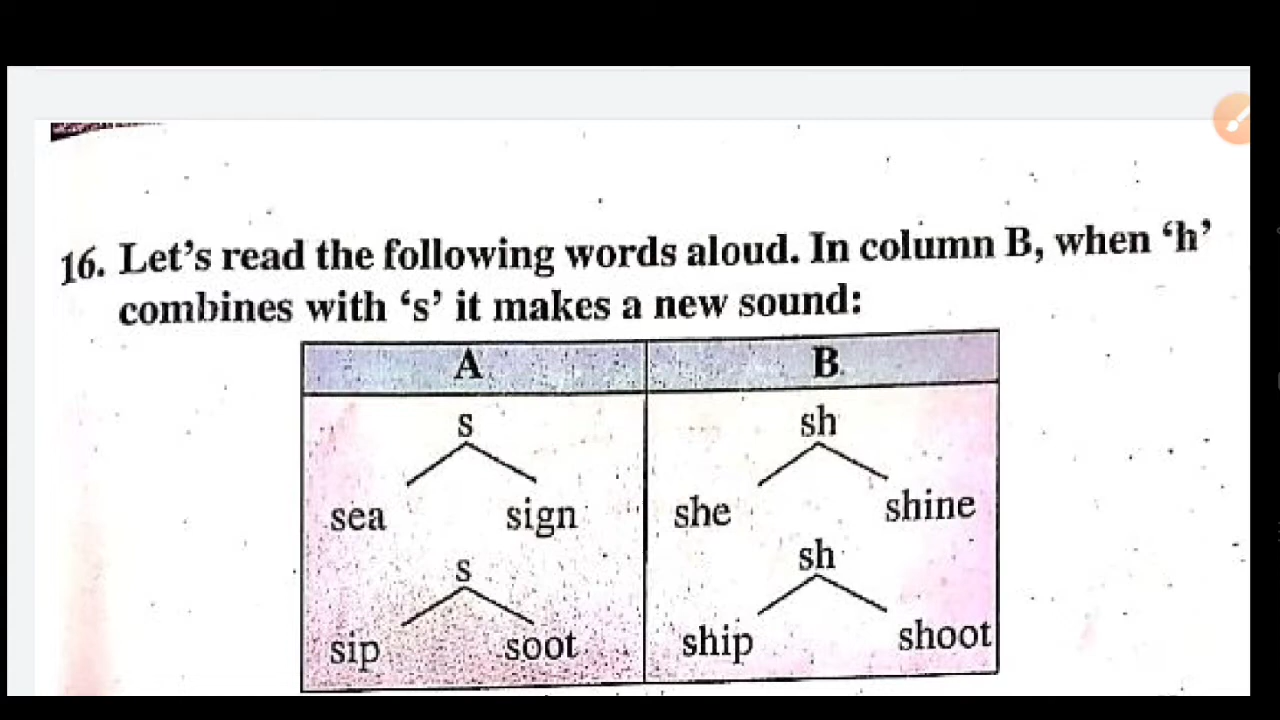 16. Let's read the following words aloud. In column B, when 'h'
combines with 's' it makes a new sound:
A B
s sh
sea sign she shine
s sh
sip soot ship shoot